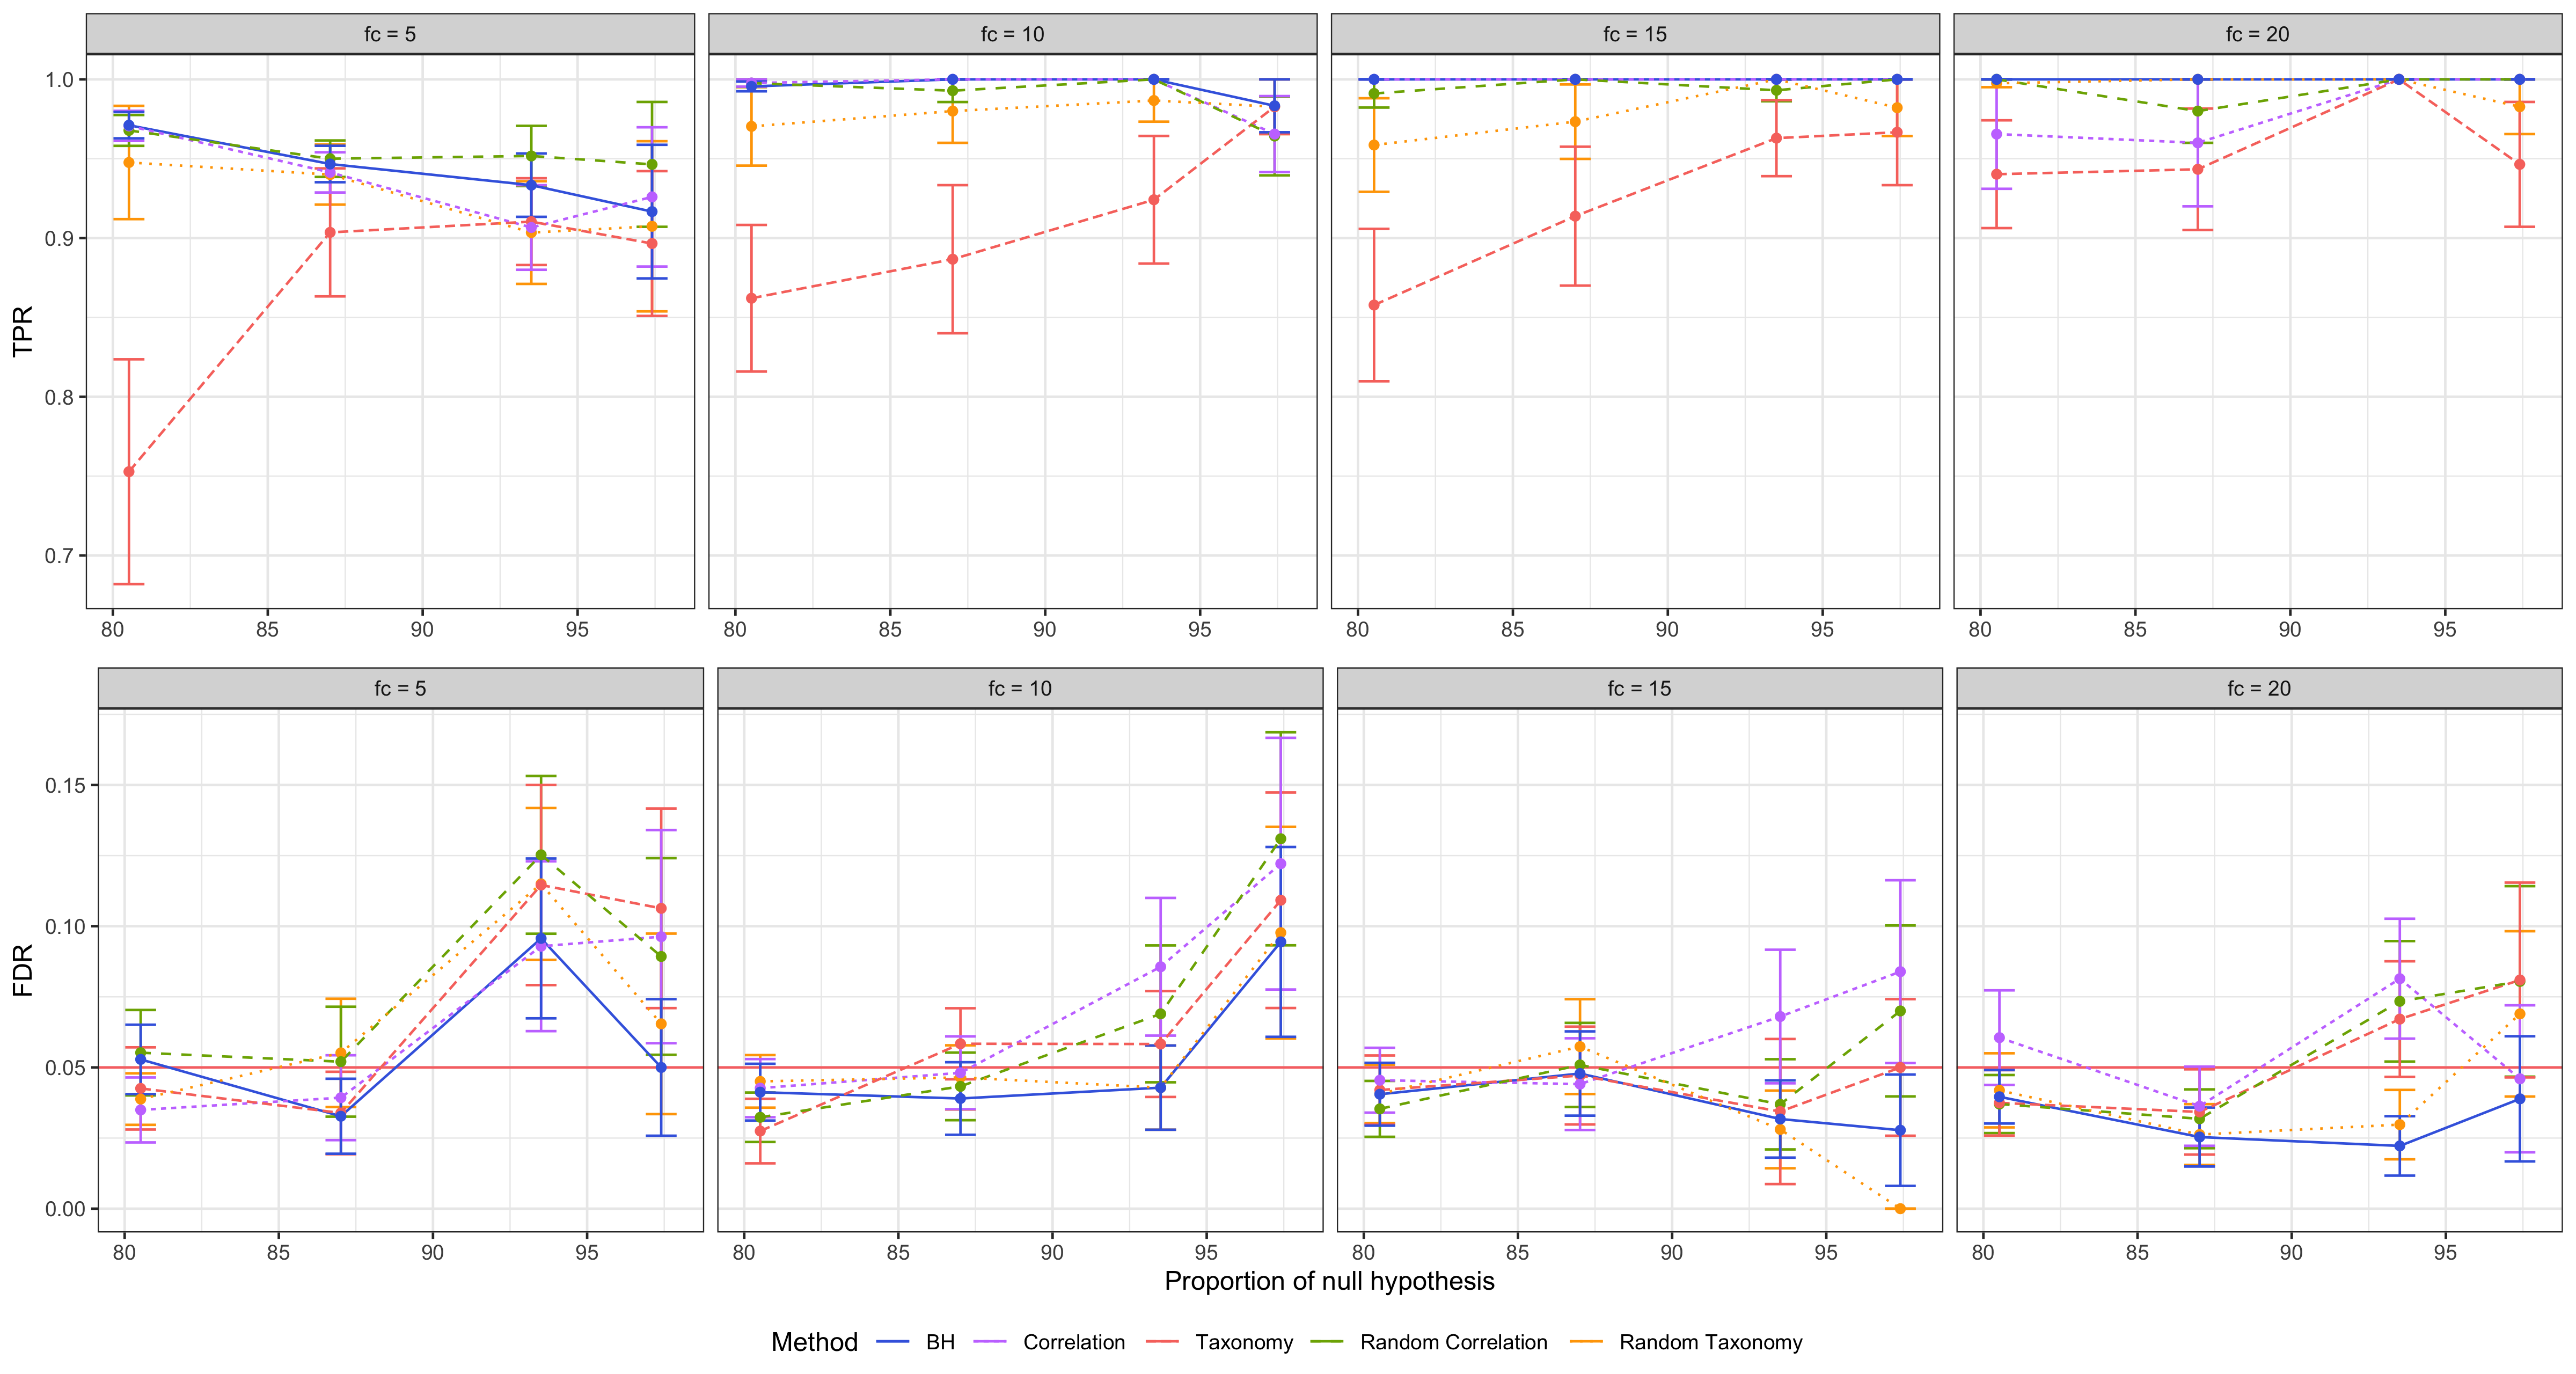 fc = 5 fc = 10 fc = 15 fc = 20
TPR
1.0
0.9
0.8
0.7
80 85 90 95 80 85 90 95 80 85 90 95 80 85 90 95
fc = 5 fc = 10 fc = 15 fc = 20
FDR
0.15
0.10
0.05
0.00
80 85 90 95 80 85 90 95 80 85 90 95 80 85 90 95
Proportion of null hypothesis
Method BH Correlation Taxonomy Random Correlation Random Taxonomy